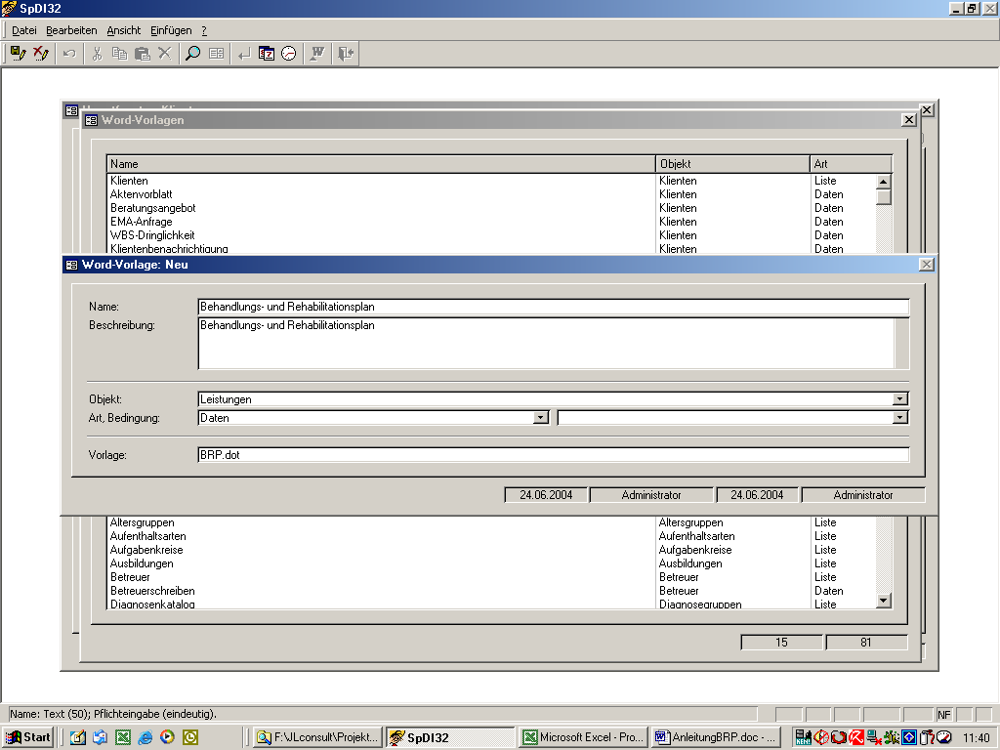 SpDI32
Datei Bearbeiten Ansicht Einfügen ?
Word-Vorlagen
Name Objekt Art
Klienten Klienten Liste
Aktenvorblatt Klienten Daten
Beratungsangebot Klienten Daten
EMA-Anfrage Klienten Daten
WBS-Dringlichkeit Klienten Daten
Klientenbenachrichtigung Klienten Daten
Word-Vorlage: Neu
Name: Behandlungs- und Rehabilitationsplan
Beschreibung: Behandlungs- und Rehabilitationsplan
Objekt: Leistungen
Art, Bedingung: Daten
Vorlage: BRP.dot
24.06.2004 Administrator 24.06.2004 Administrator
Altersgruppen Altersgruppen Liste
Aufenthaltsarten Aufenthaltsarten Liste
Aufgabenkreise Aufgabenkreise Liste
Ausbildungen Ausbildungen Liste
Betreuer Betreuer Liste
Betreuerschreiben Betreuer Daten
Diagnosenkatalog Diagnosegruppen Liste
15 81
Name: Text (50); Pflichteingabe (eindeutig).
NF
Start F:\JLconsult\Projekt... SpDI32 Microsoft Excel - Pro... AnleitungBRP.doc - ... 11:40